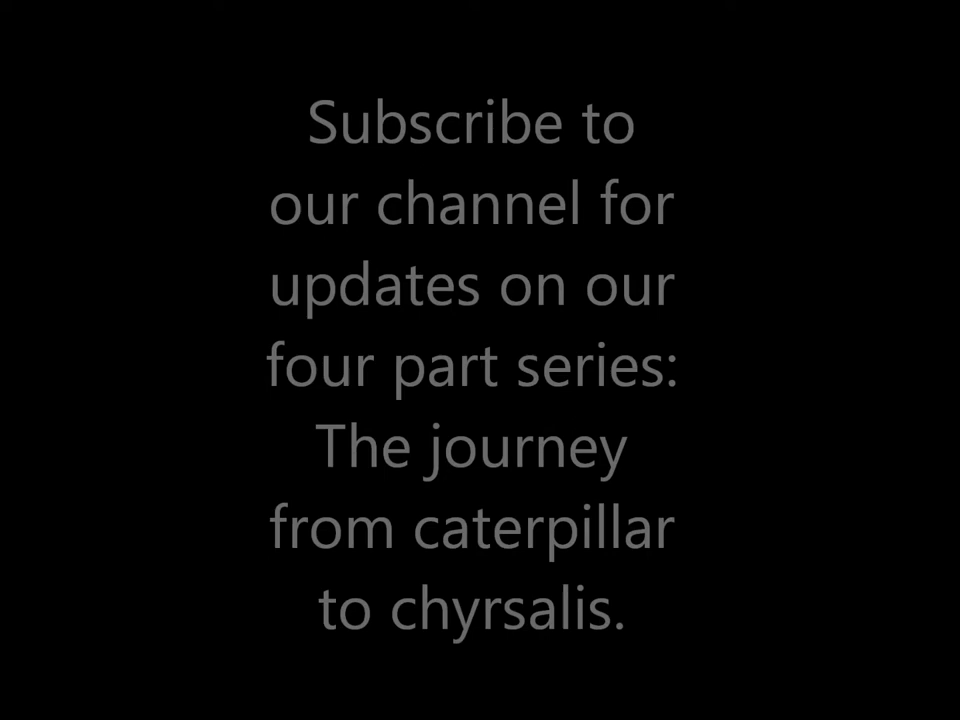 Subscribe to
our channel for
updates on our
four part series:
The journey
from caterpillar
to chyrsalis.